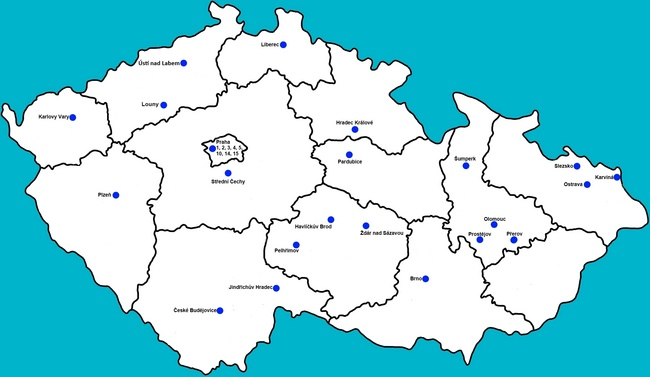 Liberec
Ústí nad Labem
Louny
Karlovy Vary
Hradec Králové
Praha
1, 2, 3, 4, 5,
10, 14, 15
Pardubice
Šumperk
Slezsko
Karviná
Ostrava
Střední Čechy
Plzeň
Havlíčkův Brod
Žďár nad Sázavou
Olomouc
Prostějov
Přerov
Pelhřimov
Brno
Jindřichův Hradec
České Budějovice